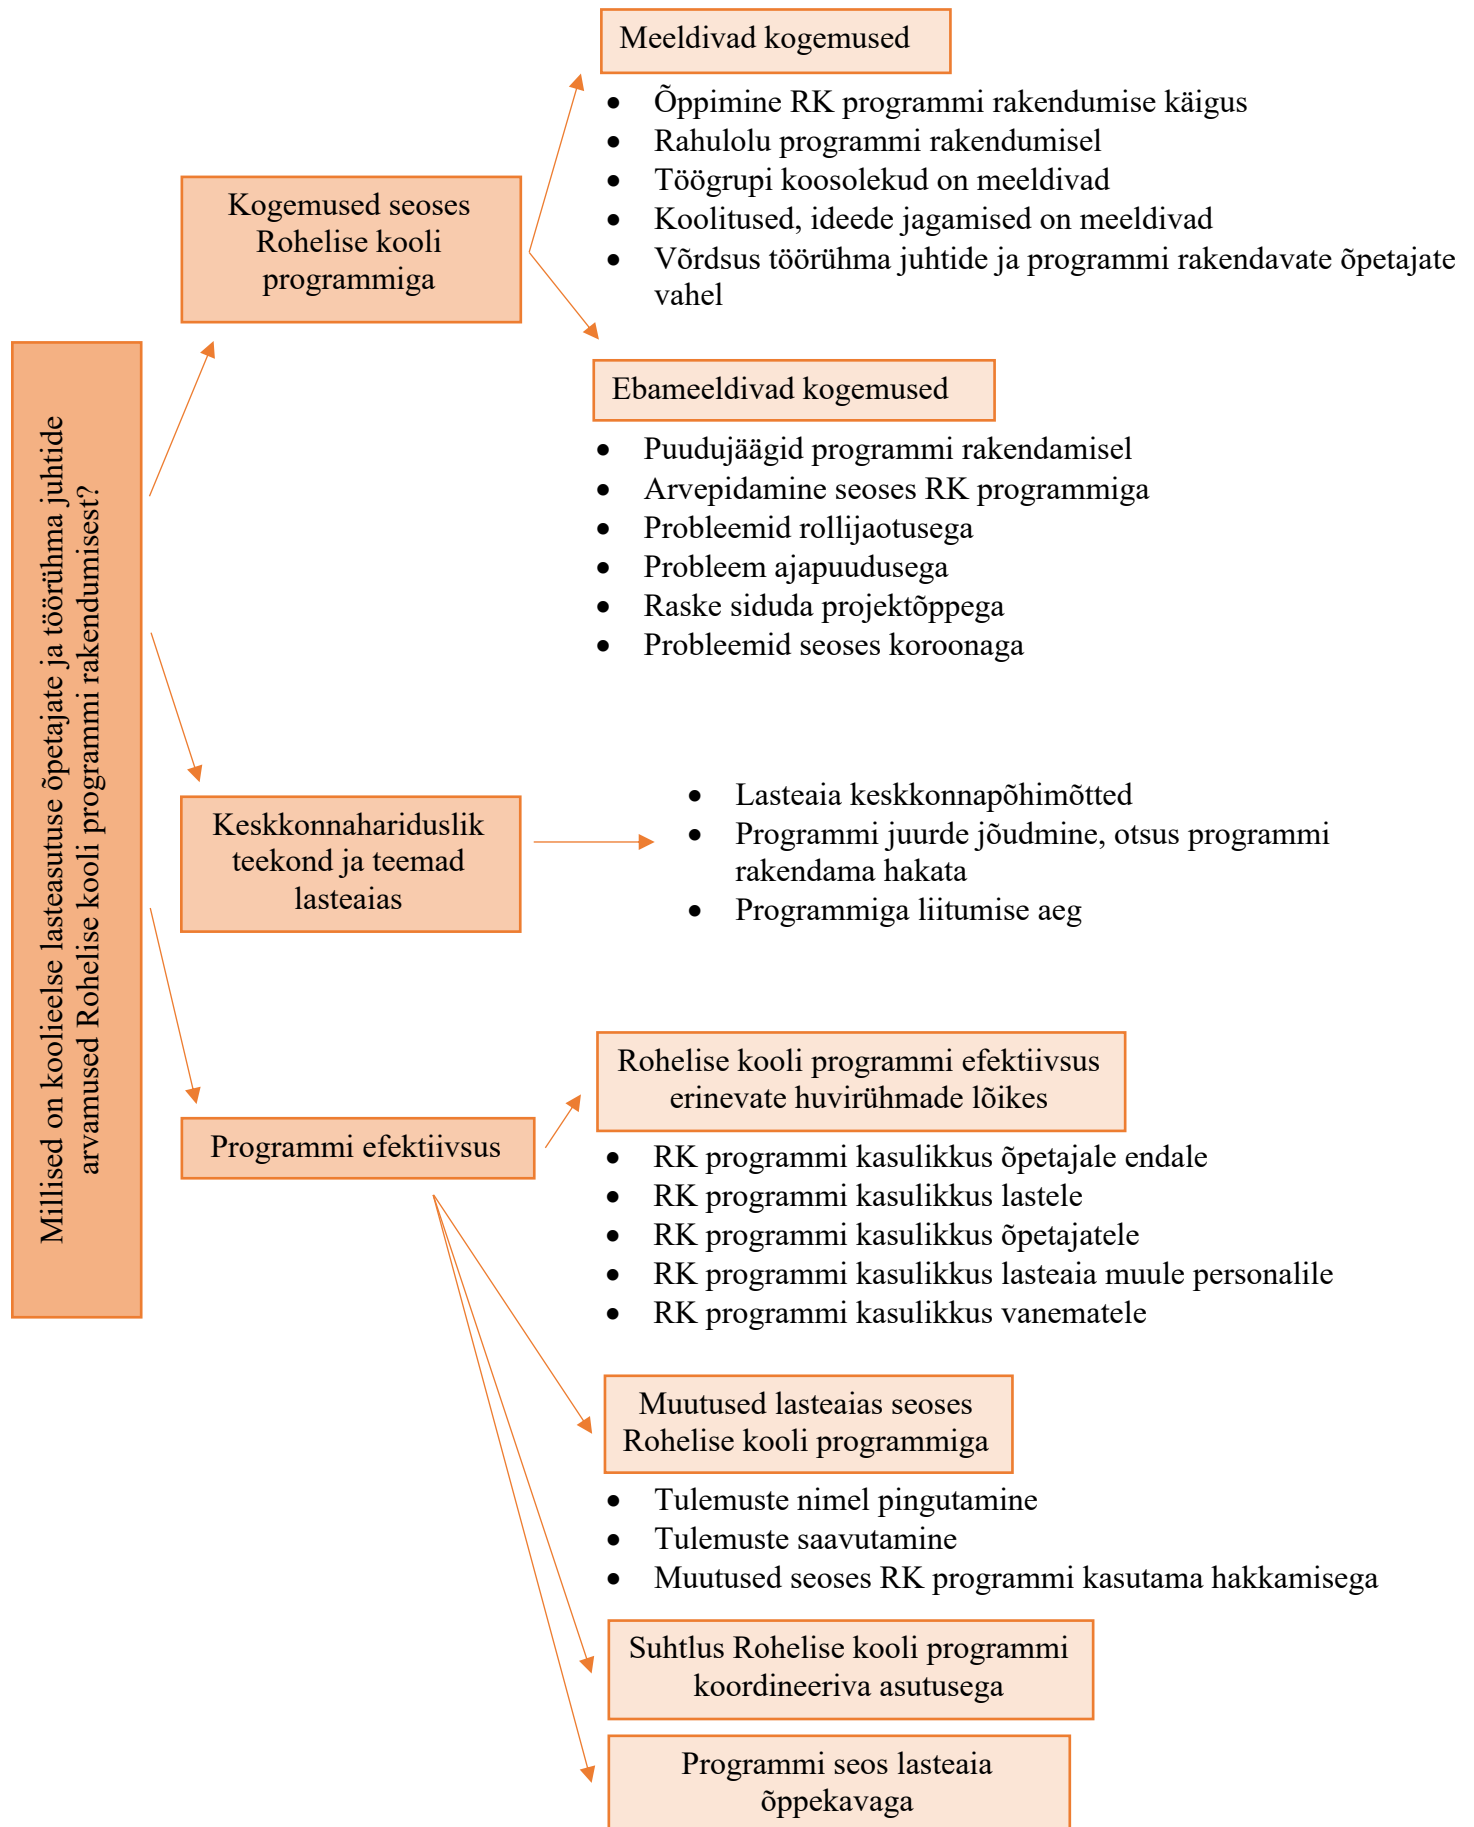 Millised on koolieelse lasteasutuse õpetajate ja töörühma juhtide
arvamused Rohelise kooli programmi rakendumisest?
Kogemused seoses
Rohelise kooli
programmiga
Meeldivad kogemused
• Õppimine RK programmi rakendumise käigus
• Rahulolu programmi rakendumisel
• Töögrupi koosolekud on meeldivad
• Koolitused, ideede jagamised on meeldivad
• Võrdsus töörühma juhtide ja programmi rakendavate õpetajate
vahel
Ebameeldivad kogemused
• Puudujäägid programmi rakendamisel
• Arvepidamine seoses RK programmiga
• Probleemid rollijaotusega
• Probleem ajapuudusega
• Raske siduda projektõppega
• Probleemid seoses koroonaga
Keskkonnahariduslik
teekond ja teemad
lasteaias
• Lasteaia keskkonnapõhimõtted
• Programmi juurde jõudmine, otsus programmi
rakendama hakata
• Programmiga liitumise aeg
Programmi efektiivsus
Rohelise kooli programmi efektiivsus
erinevate huvirühmade lõikes
• RK programmi kasulikkus õpetajale endale
• RK programmi kasulikkus lastele
• RK programmi kasulikkus õpetajatele
• RK programmi kasulikkus lasteaia muule personalile
• RK programmi kasulikkus vanematele
Muutused lasteaias seoses
Rohelise kooli programmiga
• Tulemuste nimel pingutamine
• Tulemuste saavutamine
• Muutused seoses RK programmi kasutama hakkamisega
Suhtlus Rohelise kooli programmi
koordineeriva asutusega
Programmi seos lasteaia
õppekavaga